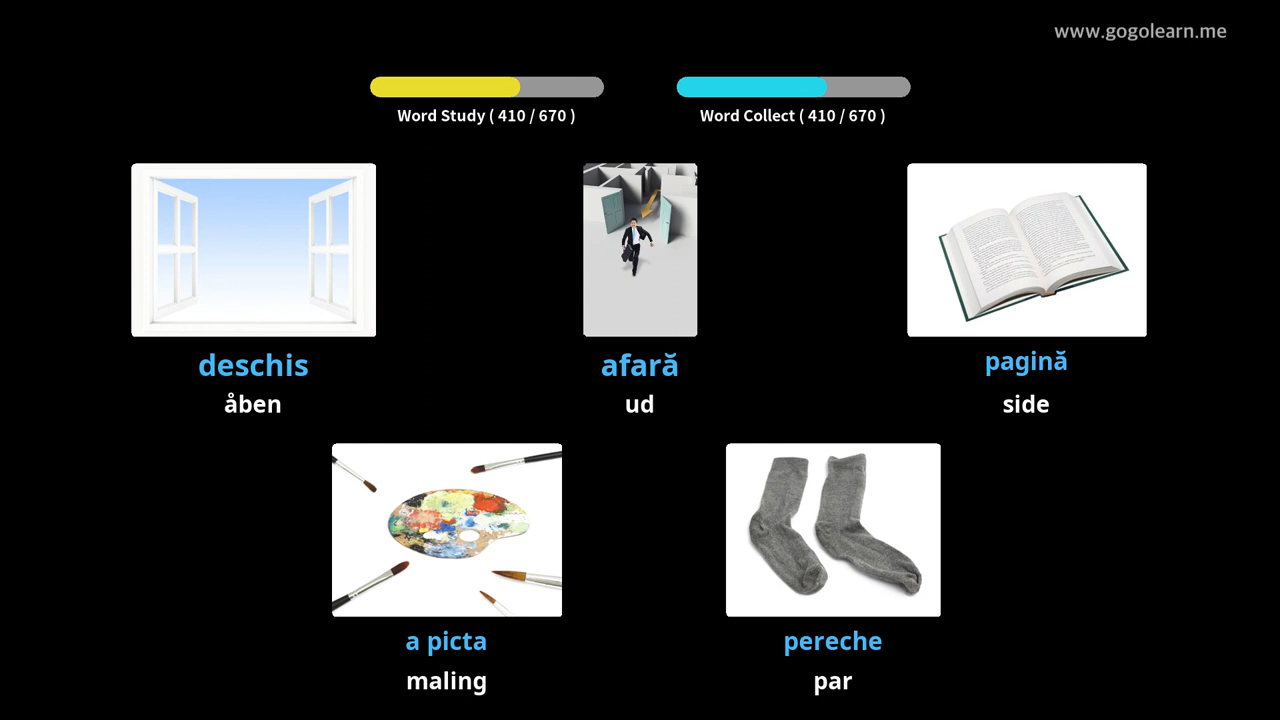 www.gogolearn.me
Word Study ( 410 / 670 )
Word Collect ( 410 / 670 )
deschis
åben
afară
ud
pagină
side
a picta
maling
pereche
par